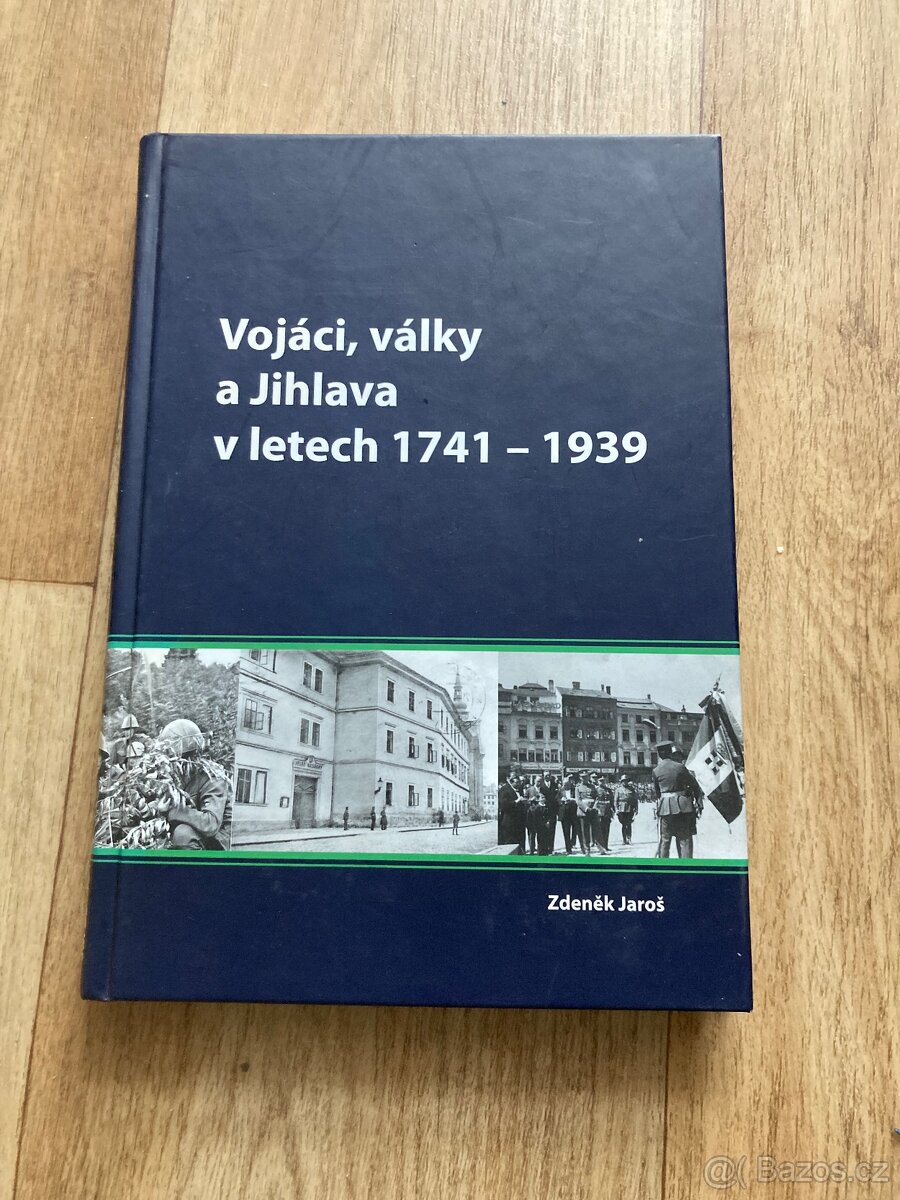 Vojáci, války
a Jihlava
v letech 1741 – 1939
Zdeněk Jaroš
@( Bazos.cz